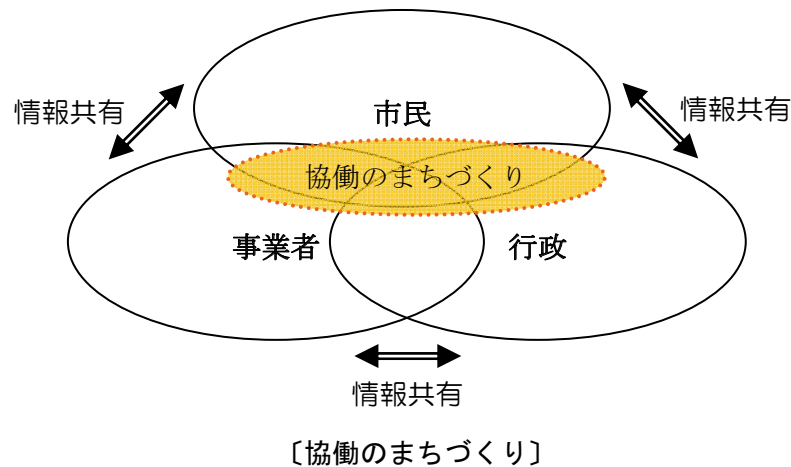 市民
情報共有
情報共有
協働のまちづくり
事業者
行政
情報共有
〔協働のまちづくり〕